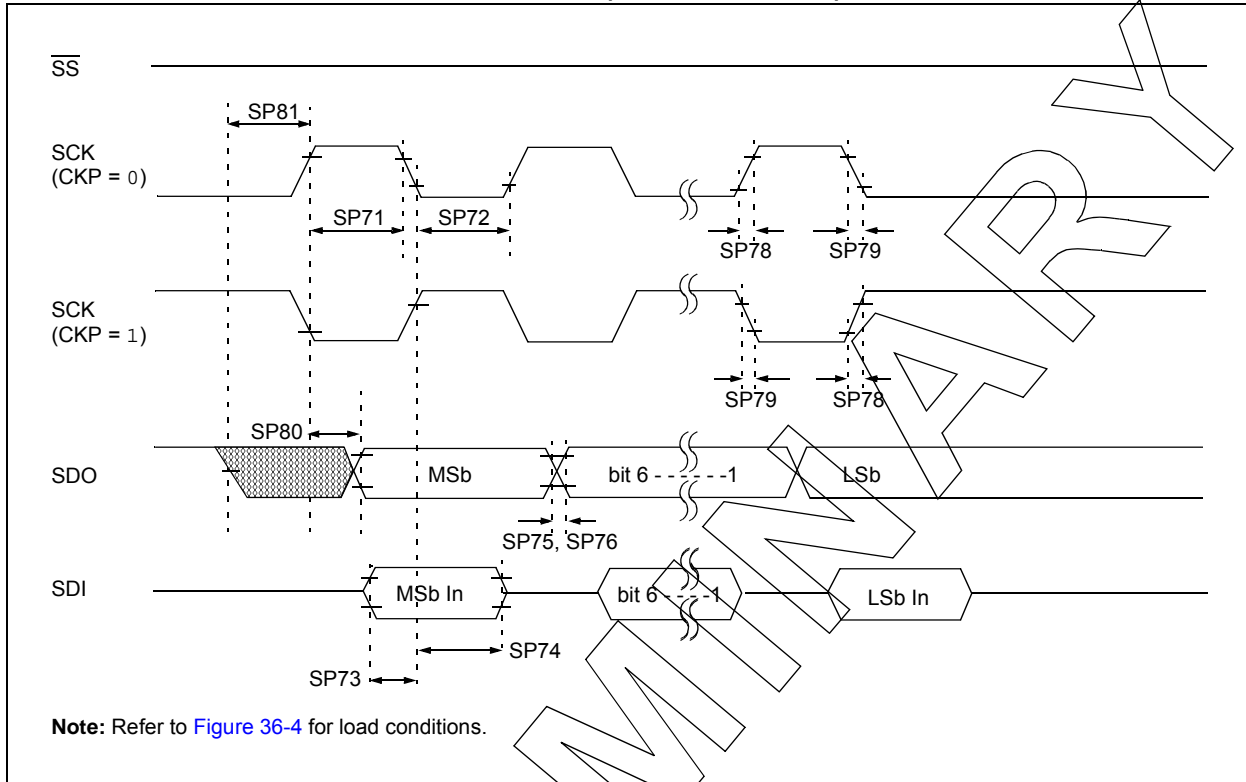 SS
SP81
SCK
(CKP = 0)
SP71 SP72
SP78 SP79
SCK
(CKP = 1)
SP79 SP78
SP80
SDO MSb bit 6 - - - - - -1 LSb
SP75, SP76
SDI MSb In bit 6 - - - - -1 LSb In
SP74
SP73
Note: Refer to Figure 36-4 for load conditions.
MINARY